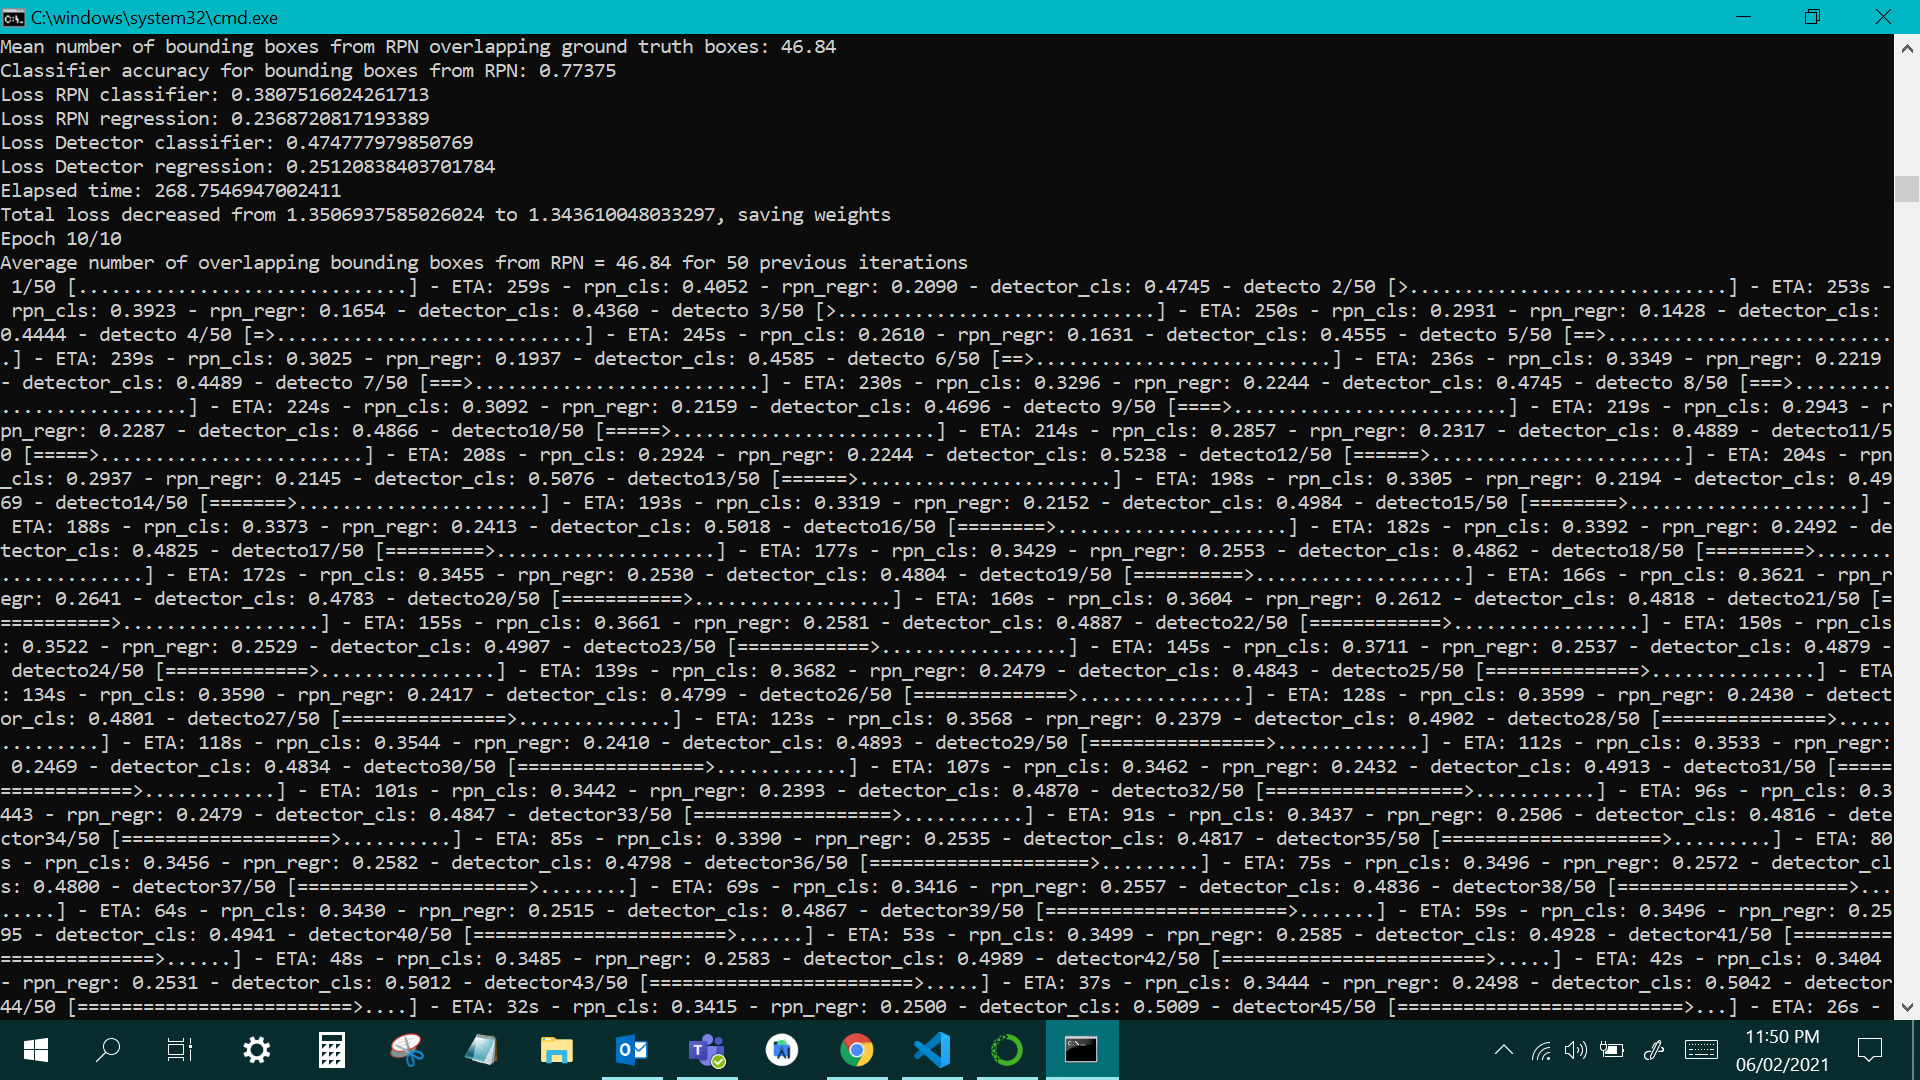 C:\windows\system32\cmd.exe
Mean number of bounding boxes from RPN overlapping ground truth boxes: 46.84
Classifier accuracy for bounding boxes from RPN: 0.77375
Loss RPN classifier: 0.3807516024261713
Loss RPN regression: 0.2368720817193389
Loss Detector classifier: 0.474777979850769
Loss Detector regression: 0.25120838403701784
Elapsed time: 268.7546947002411
Total loss decreased from 1.3506937585026024 to 1.343610048033297, saving weights
Epoch 10/10
Average number of overlapping bounding boxes from RPN = 46.84 for 50 previous iterations
 1/50 [..............................] - ETA: 259s - rpn_cls: 0.4052 - rpn_regr: 0.2090 - detector_cls: 0.4745 - detecto 2/50 [>.............................] - ETA: 253s -
 rpn_cls: 0.3923 - rpn_regr: 0.1654 - detector_cls: 0.4360 - detecto 3/50 [>.............................] - ETA: 250s - rpn_cls: 0.2931 - rpn_regr: 0.1428 - detector_cls:
0.4444 - detecto 4/50 [=>............................] - ETA: 245s - rpn_cls: 0.2610 - rpn_regr: 0.1631 - detector_cls: 0.4555 - detecto 5/50 [==>..........................
.] - ETA: 239s - rpn_cls: 0.3025 - rpn_regr: 0.1937 - detector_cls: 0.4585 - detecto 6/50 [==>...........................] - ETA: 236s - rpn_cls: 0.3349 - rpn_regr: 0.2219
- detector_cls: 0.4489 - detecto 7/50 [===>..........................] - ETA: 230s - rpn_cls: 0.3296 - rpn_regr: 0.2244 - detector_cls: 0.4745 - detecto 8/50 [===>.........
.................] - ETA: 224s - rpn_cls: 0.3092 - rpn_regr: 0.2159 - detector_cls: 0.4696 - detecto 9/50 [====>.........................] - ETA: 219s - rpn_cls: 0.2943 - r
pn_regr: 0.2287 - detector_cls: 0.4866 - detecto10/50 [=====>........................] - ETA: 214s - rpn_cls: 0.2857 - rpn_regr: 0.2317 - detector_cls: 0.4889 - detecto11/5
0 [=====>........................] - ETA: 208s - rpn_cls: 0.2924 - rpn_regr: 0.2244 - detector_cls: 0.5238 - detecto12/50 [======>.......................] - ETA: 204s - rpn
_cls: 0.2937 - rpn_regr: 0.2145 - detector_cls: 0.5076 - detecto13/50 [======>.......................] - ETA: 198s - rpn_cls: 0.3305 - rpn_regr: 0.2194 - detector_cls: 0.49
69 - detecto14/50 [=======>......................] - ETA: 193s - rpn_cls: 0.3319 - rpn_regr: 0.2152 - detector_cls: 0.4984 - detecto15/50 [========>.....................] -
 ETA: 188s - rpn_cls: 0.3373 - rpn_regr: 0.2413 - detector_cls: 0.5018 - detecto16/50 [========>.....................] - ETA: 182s - rpn_cls: 0.3392 - rpn_regr: 0.2492 - de
tector_cls: 0.4825 - detecto17/50 [=========>....................] - ETA: 177s - rpn_cls: 0.3429 - rpn_regr: 0.2553 - detector_cls: 0.4862 - detecto18/50 [=========>.......
.............] - ETA: 172s - rpn_cls: 0.3455 - rpn_regr: 0.2530 - detector_cls: 0.4804 - detecto19/50 [==========>...................] - ETA: 166s - rpn_cls: 0.3621 - rpn_r
egr: 0.2641 - detector_cls: 0.4783 - detecto20/50 [===========>..................] - ETA: 160s - rpn_cls: 0.3604 - rpn_regr: 0.2612 - detector_cls: 0.4818 - detecto21/50 [=
==========>..................] - ETA: 155s - rpn_cls: 0.3661 - rpn_regr: 0.2581 - detector_cls: 0.4887 - detecto22/50 [============>.................] - ETA: 150s - rpn_cls
: 0.3522 - rpn_regr: 0.2529 - detector_cls: 0.4907 - detecto23/50 [============>.................] - ETA: 145s - rpn_cls: 0.3711 - rpn_regr: 0.2537 - detector_cls: 0.4879 -
 detecto24/50 [=============>................] - ETA: 139s - rpn_cls: 0.3682 - rpn_regr: 0.2479 - detector_cls: 0.4843 - detecto25/50 [==============>...............] - ETA
: 134s - rpn_cls: 0.3590 - rpn_regr: 0.2417 - detector_cls: 0.4799 - detecto26/50 [==============>...............] - ETA: 128s - rpn_cls: 0.3599 - rpn_regr: 0.2430 - detect
or_cls: 0.4801 - detecto27/50 [===============>..............] - ETA: 123s - rpn_cls: 0.3568 - rpn_regr: 0.2379 - detector_cls: 0.4902 - detecto28/50 [===============>.....
.........] - ETA: 118s - rpn_cls: 0.3544 - rpn_regr: 0.2410 - detector_cls: 0.4893 - detecto29/50 [================>.............] - ETA: 112s - rpn_cls: 0.3533 - rpn_regr:
 0.2469 - detector_cls: 0.4834 - detecto30/50 [=================>............] - ETA: 107s - rpn_cls: 0.3462 - rpn_regr: 0.2432 - detector_cls: 0.4913 - detecto31/50 [=====
============>............] - ETA: 101s - rpn_cls: 0.3442 - rpn_regr: 0.2393 - detector_cls: 0.4870 - detecto32/50 [==================>...........] - ETA: 96s - rpn_cls: 0.3
443 - rpn_regr: 0.2479 - detector_cls: 0.4847 - detector33/50 [==================>...........] - ETA: 91s - rpn_cls: 0.3437 - rpn_regr: 0.2506 - detector_cls: 0.4816 - dete
ctor34/50 [===================>..........] - ETA: 85s - rpn_cls: 0.3390 - rpn_regr: 0.2535 - detector_cls: 0.4817 - detector35/50 [====================>.........] - ETA: 80
s - rpn_cls: 0.3456 - rpn_regr: 0.2582 - detector_cls: 0.4798 - detector36/50 [====================>.........] - ETA: 75s - rpn_cls: 0.3496 - rpn_regr: 0.2572 - detector_cl
s: 0.4800 - detector37/50 [=====================>........] - ETA: 69s - rpn_cls: 0.3416 - rpn_regr: 0.2557 - detector_cls: 0.4836 - detector38/50 [=====================>...
.....] - ETA: 64s - rpn_cls: 0.3430 - rpn_regr: 0.2515 - detector_cls: 0.4867 - detector39/50 [======================>.......] - ETA: 59s - rpn_cls: 0.3496 - rpn_regr: 0.25
95 - detector_cls: 0.4941 - detector40/50 [=======================>......] - ETA: 53s - rpn_cls: 0.3499 - rpn_regr: 0.2585 - detector_cls: 0.4928 - detector41/50 [=========
==============>......] - ETA: 48s - rpn_cls: 0.3485 - rpn_regr: 0.2583 - detector_cls: 0.4989 - detector42/50 [========================>.....] - ETA: 42s - rpn_cls: 0.3404
- rpn_regr: 0.2531 - detector_cls: 0.5012 - detector43/50 [========================>.....] - ETA: 37s - rpn_cls: 0.3444 - rpn_regr: 0.2498 - detector_cls: 0.5042 - detector
44/50 [=========================>....] - ETA: 32s - rpn_cls: 0.3415 - rpn_regr: 0.2500 - detector_cls: 0.5009 - detector45/50 [==========================>...] - ETA: 26s -
11:50 PM
06/02/2021